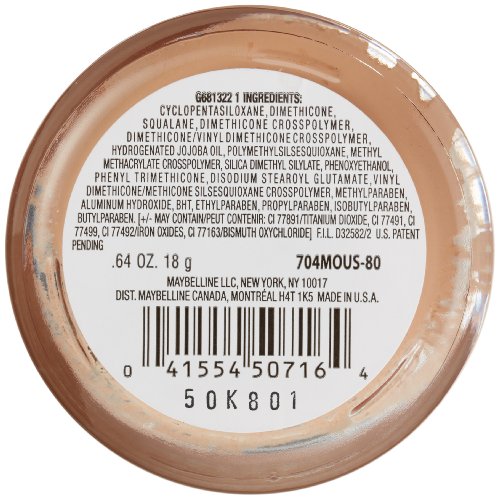 G681322 1 INGREDIENTS:
CYCLOPENTASILOXANE, DIMETHICONE,
SQUALANE, DIMETHICONE CROSSPOLYMER,
DIMETHICONE/VINYL DIMETHICONE CROSSPOLYMER,
HYDROGENATED JOJOBA OIL, POLYMETHYLSILSESQUIOXANE, METHYL
METHACRYLATE CROSSPOLYMER, SILICA DIMETHYL SILYLATE, PHENOXYETHANOL,
PHENYL TRIMETHICONE, DISODIUM STEAROYL GLUTAMATE, VINYL
DIMETHICONE/METHICONE SILSESQUIOXANE CROSSPOLYMER, METHYLPARABEN,
ALUMINUM HYDROXIDE, BHT, ETHYLPARABEN, PROPYLPARABEN, ISOBUTYLPARABEN,
BUTYLPARABEN. [+/- MAY CONTAIN/PEUT CONTENIR: CI 77891/TITANIUM DIOXIDE, CI 77491, CI
77499, CI 77492/IRON OXIDES, CI 77163/BISMUTH OXYCHLORIDE] F.I.L. D32582/2 U.S. PATENT
PENDING
.64 OZ. 18 g 704MOUS-80
MAYBELLINE LLC, NEW YORK, NY 10017
DIST. MAYBELLINE CANADA, MONTRÉAL H4T 1K5 MADE IN U.S.A.
0 41554 50716 4
50K801